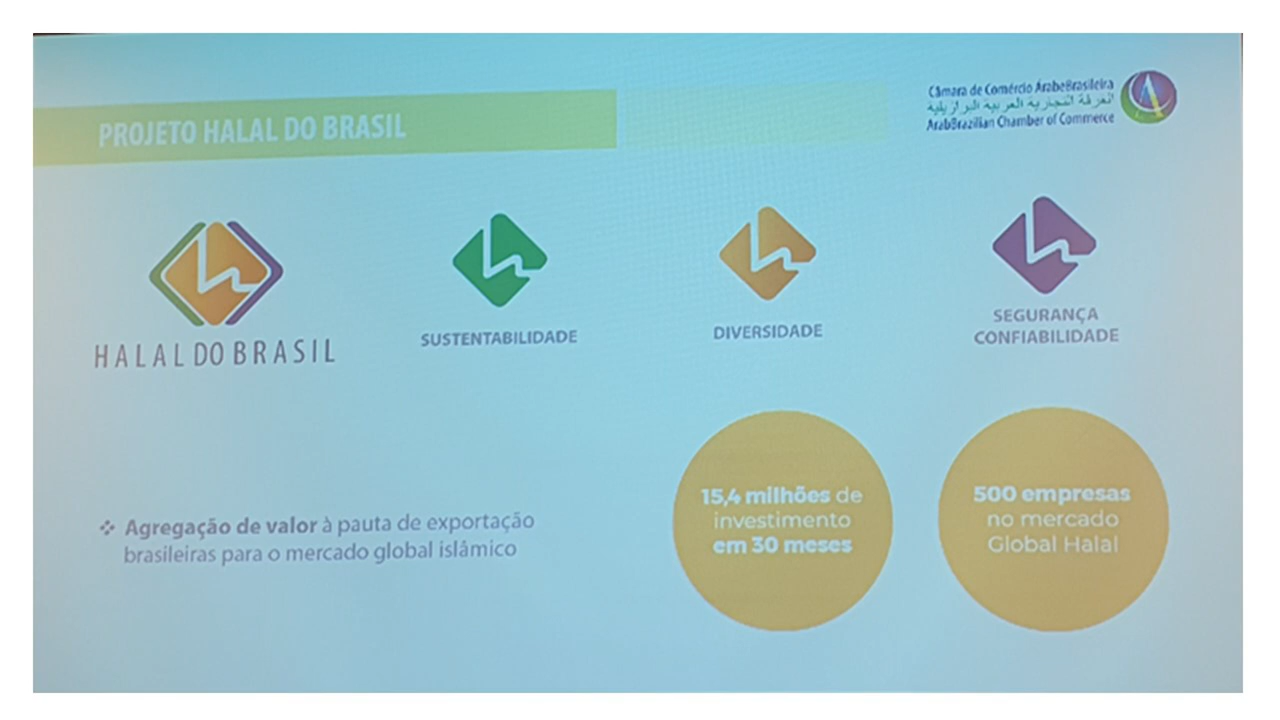 PROJETO HALAL DO BRASIL
Câmara de Comércio ÁrabeBrasileira
الغرفة التجارية العربية البرازيلية
ArabBrazilian Chamber of Commerce
HALAL DO BRASIL
SUSTENTABILIDADE
DIVERSIDADE
SEGURANÇA
CONFIABILIDADE
❖ Agregação de valor à pauta de exportação
brasileiras para o mercado global islâmico
15,4 milhões de
investimento
em 30 meses
500 empresas
no mercado
Global Halal